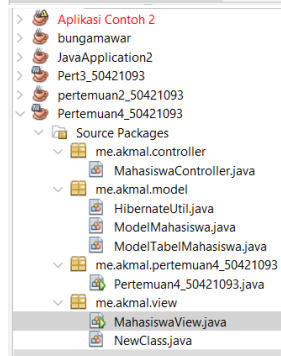 Aplikasi Contoh 2
bungamawar
JavaApplication2
Pert3_50421093
pertemuan2_50421093
Pertemuan4_50421093
Source Packages
me.akmal.controller
MahasiswaController.java
me.akmal.model
HibernateUtil.java
ModelMahasiswa.java
ModelTabelMahasiswa.java
me.akmal.pertemuan4_50421093
Pertemuan4_50421093.java
me.akmal.view
MahasiswaView.java
NewClass.java